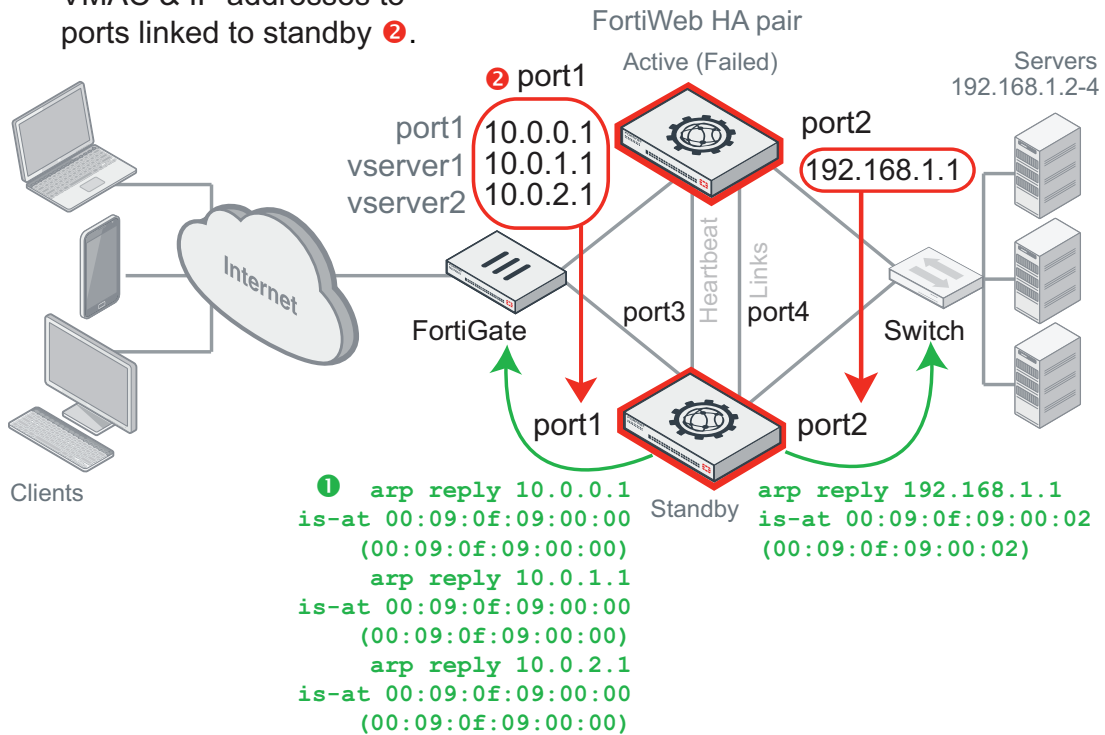 VMAC & IP addresses to
ports linked to standby ❷.
FortiWeb HA pair
Active (Failed)
Servers
192.168.1.2-4
❷ port1
port1 10.0.0.1
vserver1 10.0.1.1
vserver2 10.0.2.1
port2
192.168.1.1
Internet
FortiGate
port3
Heartbeat
Links
port4
Switch
port1
port2
Clients
Standby
❶ arp reply 10.0.0.1
is-at 00:09:0f:09:00:00
(00:09:0f:09:00:00)
arp reply 10.0.1.1
is-at 00:09:0f:09:00:00
(00:09:0f:09:00:00)
arp reply 10.0.2.1
is-at 00:09:0f:09:00:00
(00:09:0f:09:00:00)
arp reply 192.168.1.1
is-at 00:09:0f:09:00:02
(00:09:0f:09:00:02)